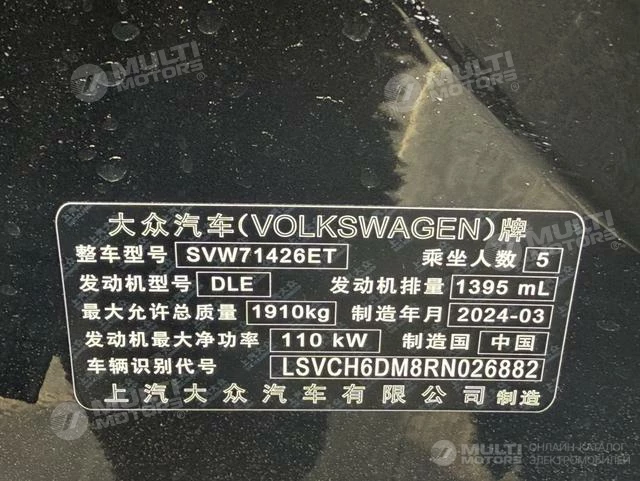 MULTI MOTORS
MULTI MOTORS
大众汽车(VOLKSWAGEN)牌
整车型号 SVW71426ET 乘坐人数 5
发动机型号 DLE 发动机排量 1395 mL
最大允许总质量 1910kg 制造年月 2024-03
发动机最大净功率 110 kW 制造国 中国
车辆识别代号 LSVCH6DM8RN026882
上汽大众汽车有限公司 制造
MULTI MOTORS
MULTI MOTORS
ОНЛАЙН-КАТАЛОГ
ЭЛЕКТРОМОБИЛЕЙ